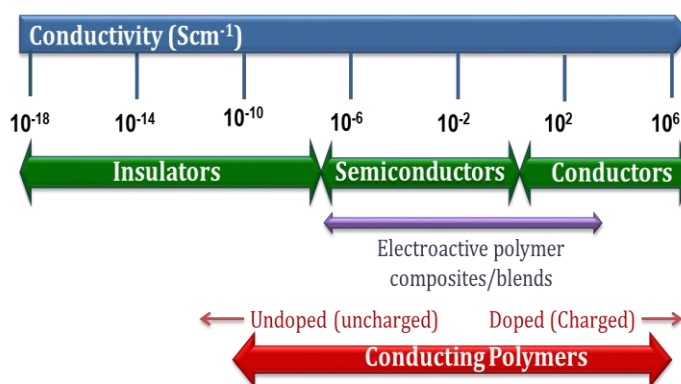 Conductivity (Scm⁻¹)
10⁻¹⁸ 10⁻¹⁴ 10⁻¹⁰ 10⁻⁶ 10⁻² 10² 10⁶
Insulators Semiconductors Conductors
Electroactive polymer
composites/blends
Undoped (uncharged) Doped (Charged)
Conducting Polymers